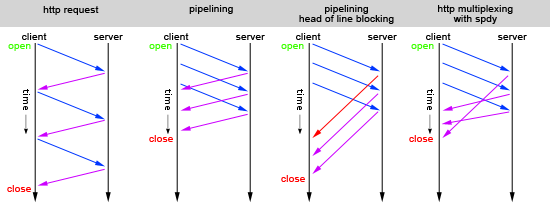 http request
client
server
open
time
close
pipelining
client
server
open
time
close
pipelining
head of line blocking
client
server
open
time
close
http multiplexing
with spdy
client
server
open
time
close